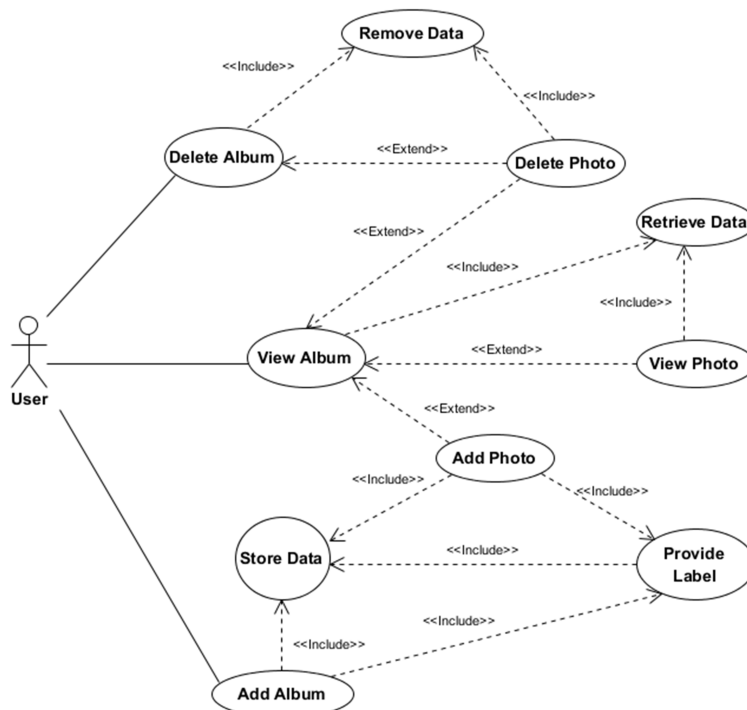 Remove Data
<<Include>>
<<Include>>
Delete Album
<<Extend>>
Delete Photo
Retrieve Data
<<Extend>>
<<Include>>
<<Include>>
View Album
<<Extend>>
View Photo
User
<<Extend>>
Add Photo
<<Include>>
<<Include>>
Store Data
<<Include>>
Provide
Label
<<Include>>
<<Include>>
Add Album